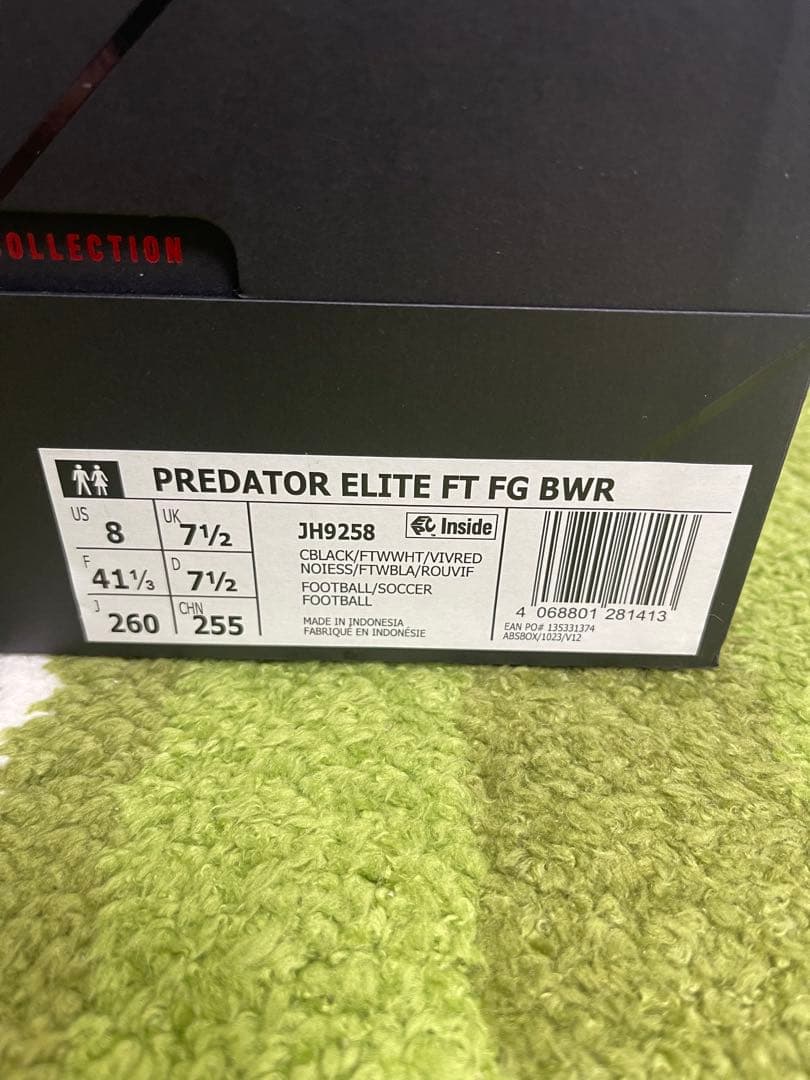 COLLECTION
PREDATOR ELITE FT FG BWR
US 8 UK 7½
F 41⅓ D 7½
J 260 CHN 255
JH9258 Inside
CBLACK/FTWWHT/VIVRED
NOIESS/FTWBLA/ROUVIF
FOOTBALL/SOCCER
FOOTBALL
MADE IN INDONESIA
FABRIQUÉ EN INDONÉSIE
4 068801 281413
EAN PO# 135331374
ABSBOX/1023/V12